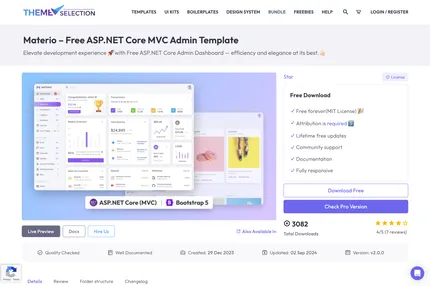 THEMESELECTION
TEMPLATES UI KITS BOILERPLATES DESIGN SYSTEM BUNDLE FREEBIES HELP LOGIN / REGISTER
Materio – Free ASP.NET Core MVC Admin Template
Elevate development experience 🚀with Free ASP.NET Core Admin Dashboard — efficiency and elegance at its best.👍🏻
ASP.NET Core (MVC) B Bootstrap 5
Live Preview Docs Hire Us Also Available in
Star License
Free Download
Free forever(MIT License) 🎉
Attribution is required ℹ️
Lifetime free updates
Community support
Documentation
Fully responsive
Download Free
Check Pro Version
3082
Total Downloads
4/5 (7 reviews)
Quality Checked Well Documented Created: 29 Dec 2023 Updated: 02 Sep 2024 Version: v2.0.0
Details Review Folder structure Changelog